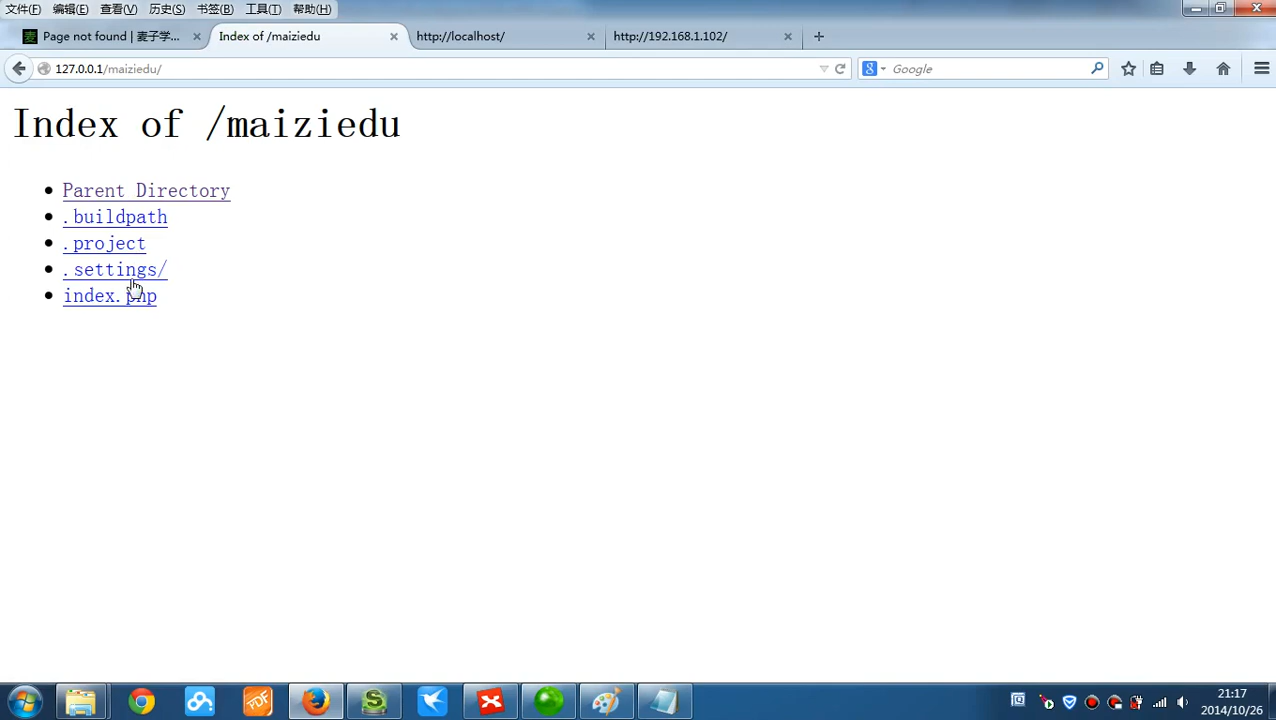 文件(F) 编辑(E) 查看(V) 历史(S) 书签(B) 工具(T) 帮助(H)
Page not found | 麦子学... Index of /maiziedu http://localhost/ http://192.168.1.102/
127.0.0.1/maiziedu/ Google
Index of /maiziedu
Parent Directory
.buildpath
.project
.settings/
index.php
21:17
2014/10/26